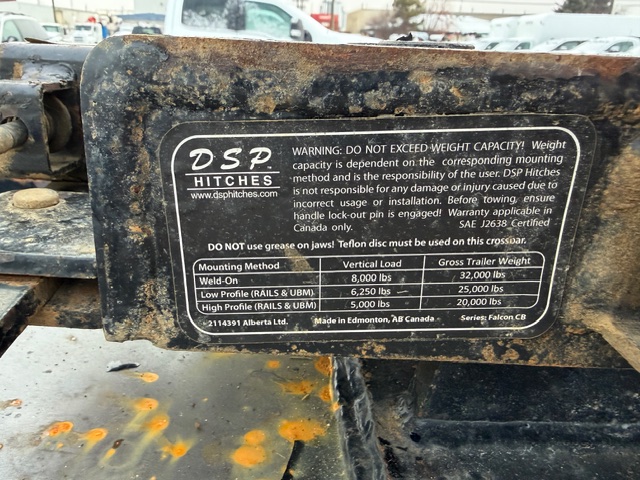 DSP
HITCHES
www.dsphitches.com
WARNING: DO NOT EXCEED WEIGHT CAPACITY! Weight
capacity is dependent on the corresponding mounting
method and is the responsibility of the user. DSP Hitches
is not responsible for any damage or injury caused due to
incorrect usage or installation. Before towing, ensure
handle lock-out pin is engaged! Warranty applicable in
Canada only. SAE J2638 Certified
DO NOT use grease on jaws! Teflon disc must be used on this crossbar.
Mounting Method Vertical Load Gross Trailer Weight
Weld-On 8,000 lbs 32,000 lbs
Low Profile (RAILS & UBM) 6,250 lbs 25,000 lbs
High Profile (RAILS & UBM) 5,000 lbs 20,000 lbs
2114391 Alberta Ltd. Made in Edmonton, AB Canada Series: Falcon CB